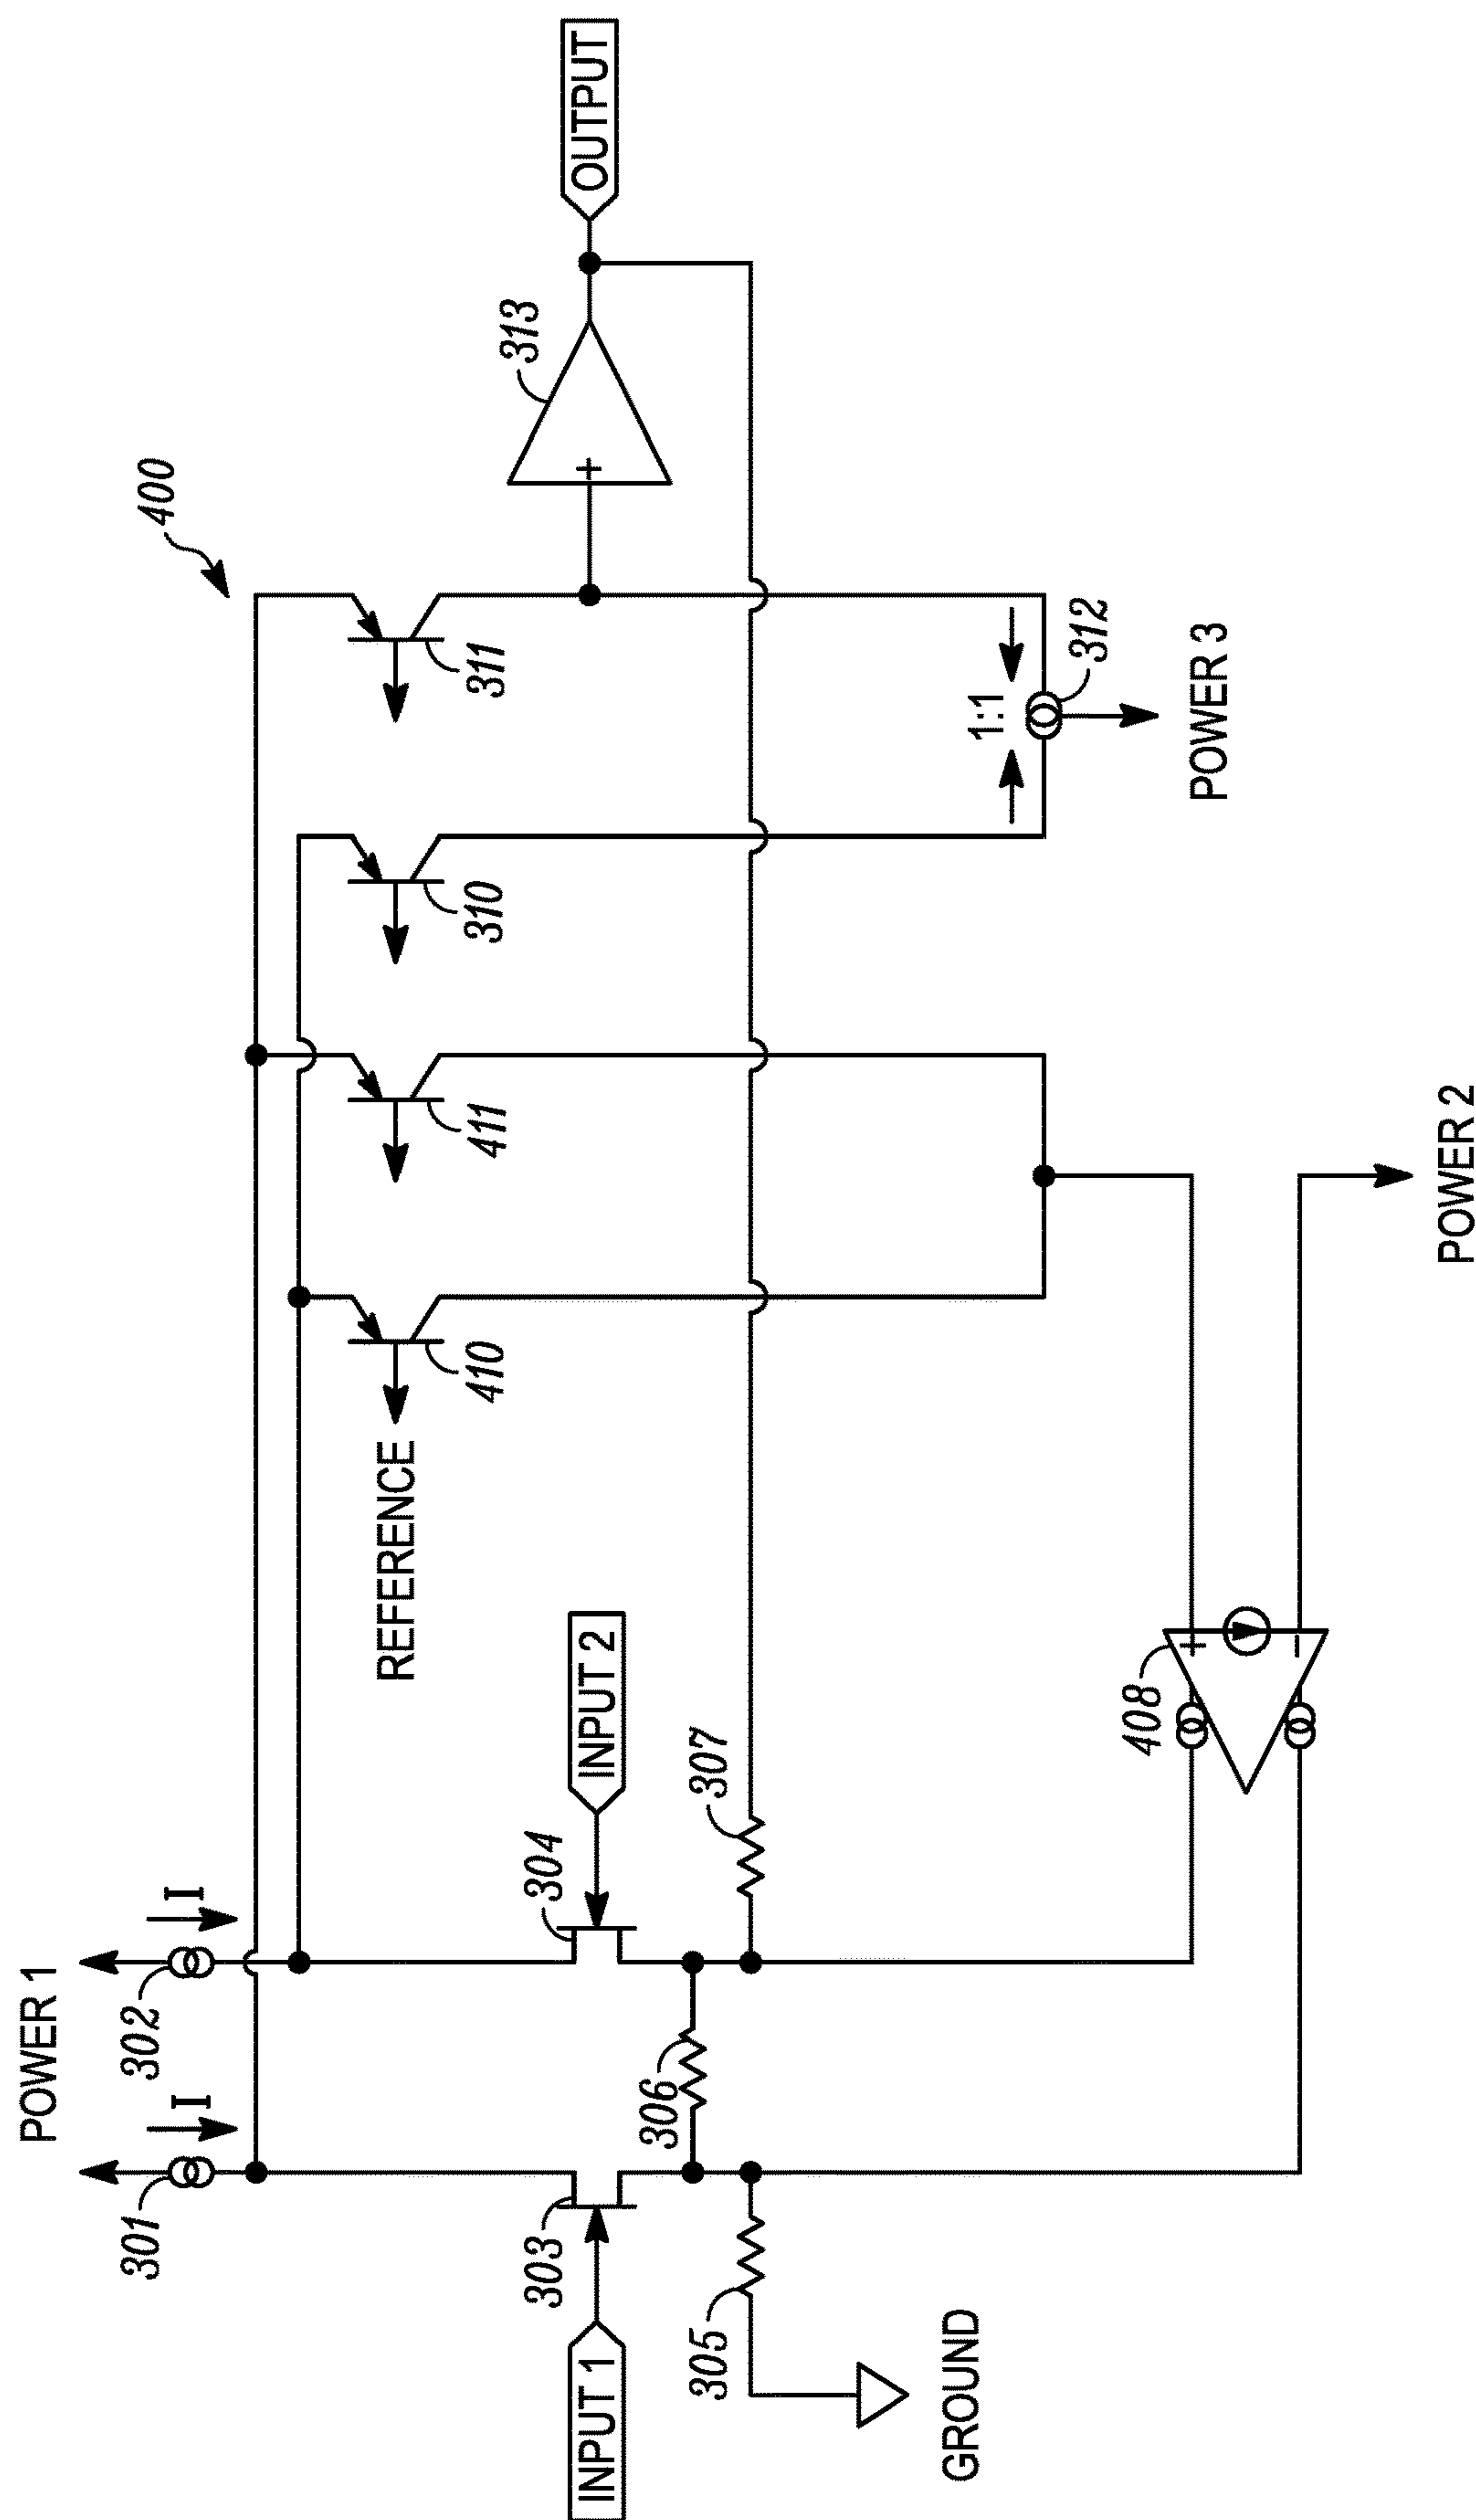 POWER 1
301
I
302
I
400
INPUT 1
303
304
INPUT 2
REFERENCE
410
411
310
311
313
+
OUTPUT
305
GROUND
306
307
408
+
−
1:1
312
POWER 2
POWER 3